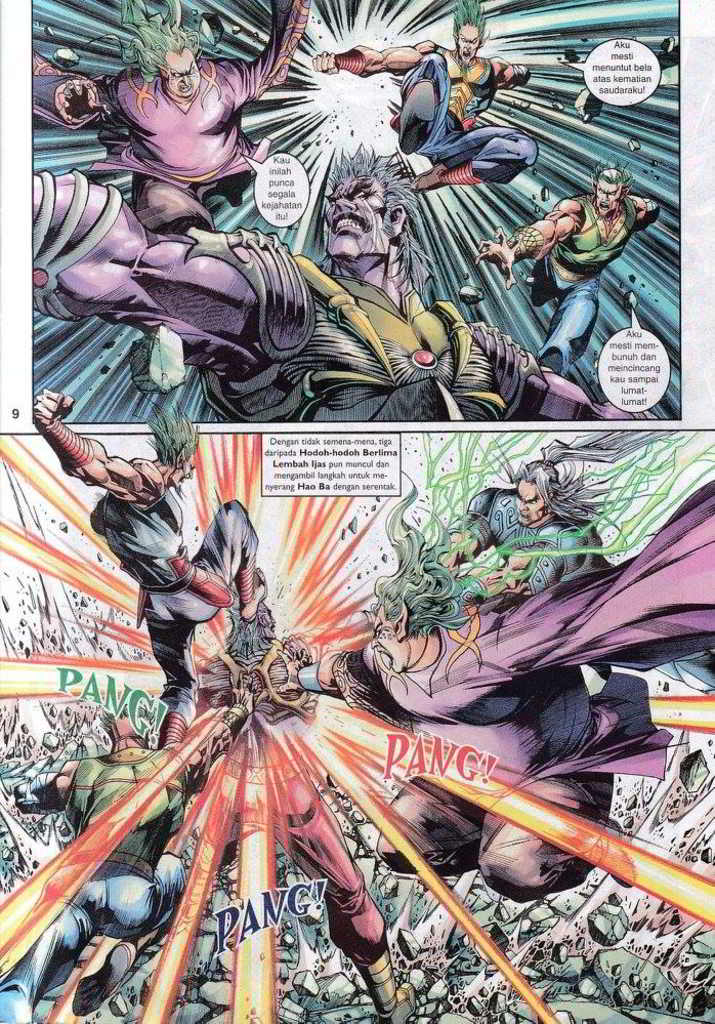 Aku
mesti
menuntut bela
atas kematian
saudaraku!
Kau
inilah
punca
segala
kejahatan
itu!
Aku
mesti mem-
bunuh dan
mencincang
kau sampai
lumat-
lumat!
9
Dengan tidak semena-mena, tiga
daripada Hodoh-hodoh Berlima
Lembah Ijas pun muncul dan
mengambil langkah untuk me-
nyerang Hao Ba dengan serentak.
PANG!
PANG!
PANG!